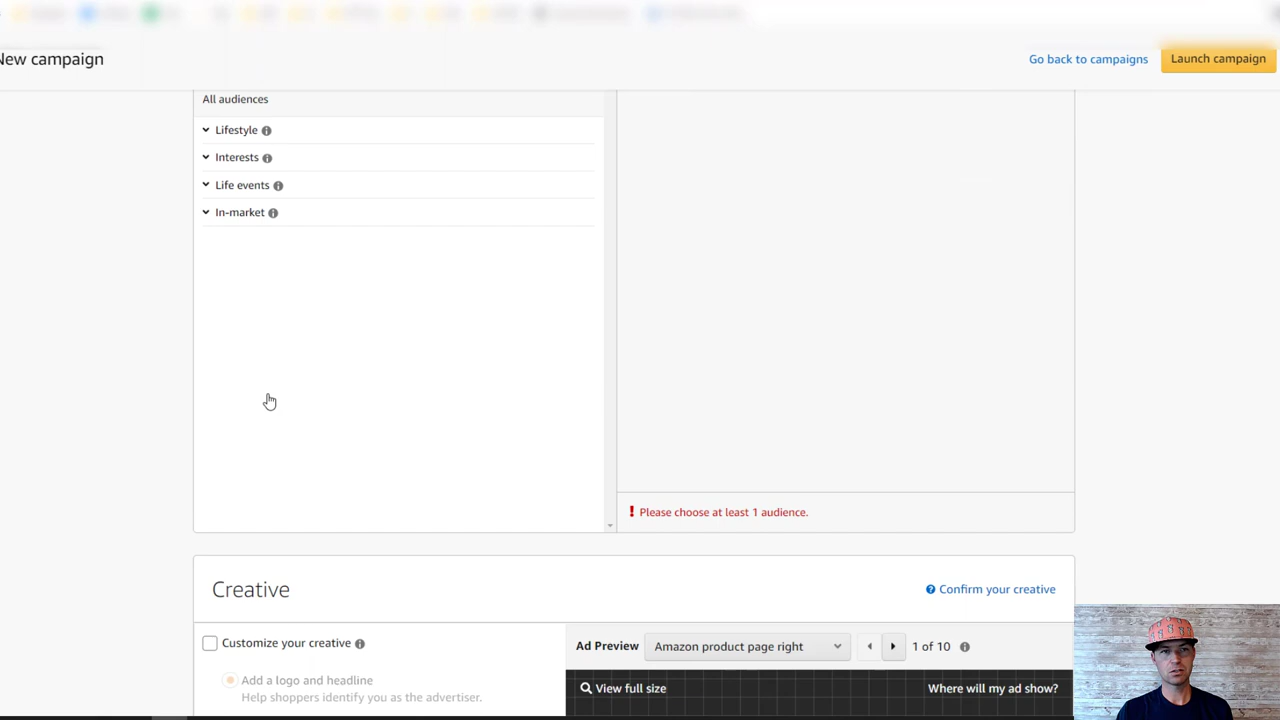 New campaign
Go back to campaigns
Launch campaign
All audiences
Lifestyle
Interests
Life events
In-market
! Please choose at least 1 audience.
Creative
Confirm your creative
Customize your creative
Ad Preview
Amazon product page right
1 of 10
Add a logo and headline
Help shoppers identify you as the advertiser.
View full size
Where will my ad show?